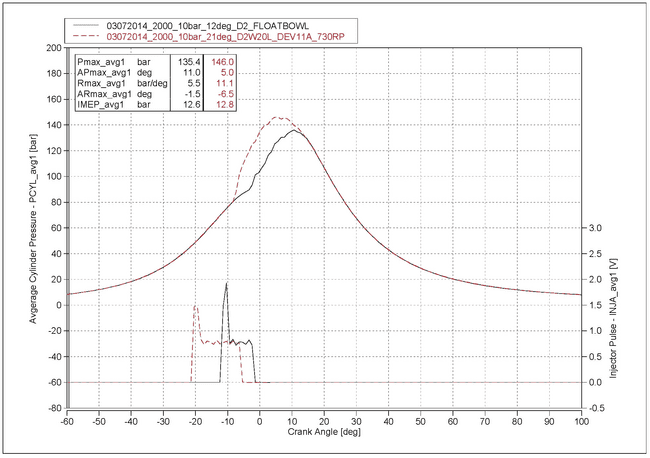 03072014_2000_10bar_12deg_D2_FLOATBOWL
03072014_2000_10bar_21deg_D2W20L_DEV11A_730RP
Pmax_avg1 bar 135.4 146.0
APmax_avg1 deg 11.0 5.0
Rmax_avg1 bar/deg 5.5 11.1
ARmax_avg1 deg -1.5 -6.5
IMEP_avg1 bar 12.6 12.8
Avgerage Cylinder Pressure - PCYL_avg1 [bar]
200
180
160
140
120
100
80
60
40
20
0
-20
-40
-60
-80
3.0
2.5
2.0
1.5
1.0
0.5
0.0
-0.5
Injector Pulse - INJA_avg1 [V]
-60 -50 -40 -30 -20 -10 0 10 20 30 40 50 60 70 80 90 100
Crank Angle [deg]